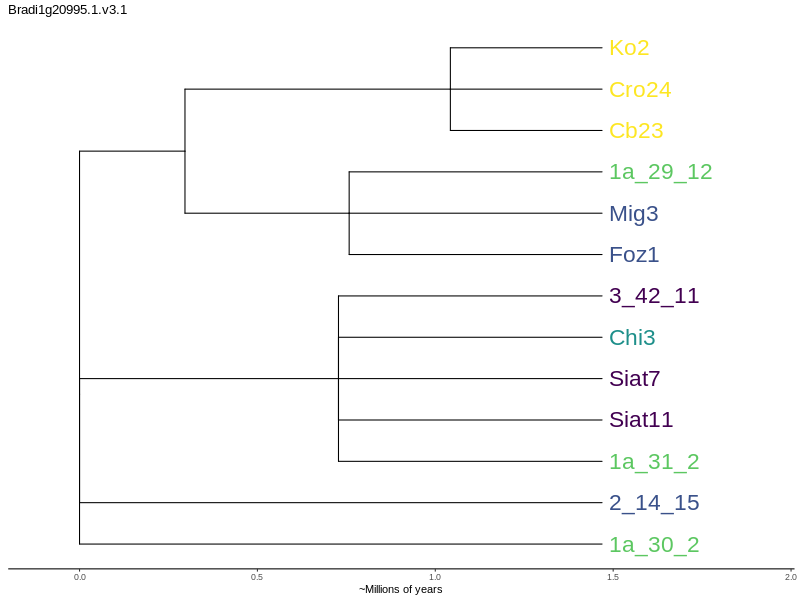 Bradi1g20995.1.v3.1
Ko2
Cro24
Cb23
1a_29_12
Mig3
Foz1
3_42_11
Chi3
Siat7
Siat11
1a_31_2
2_14_15
1a_30_2
0.0 0.5 1.0 1.5 2.0
~Millions of years